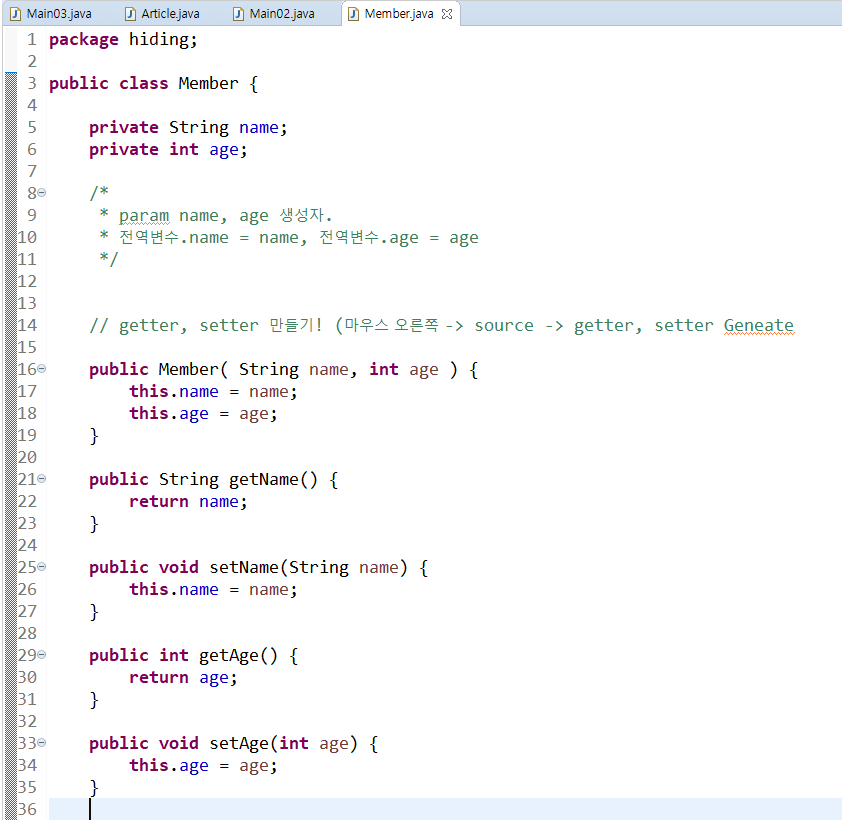 Main03.java Article.java Main02.java Member.java
1 package hiding;
2
3 public class Member {
4
5 private String name;
6 private int age;
7
8 /*
9 * param name, age 생성자.
10 * 전역변수.name = name, 전역변수.age = age
11 */
12
13
14 // getter, setter 만들기! (마우스 오른쪽 -> source -> getter, setter Geneate
15
16 public Member( String name, int age ) {
17 this.name = name;
18 this.age = age;
19 }
20
21 public String getName() {
22 return name;
23 }
24
25 public void setName(String name) {
26 this.name = name;
27 }
28
29 public int getAge() {
30 return age;
31 }
32
33 public void setAge(int age) {
34 this.age = age;
35 }
36